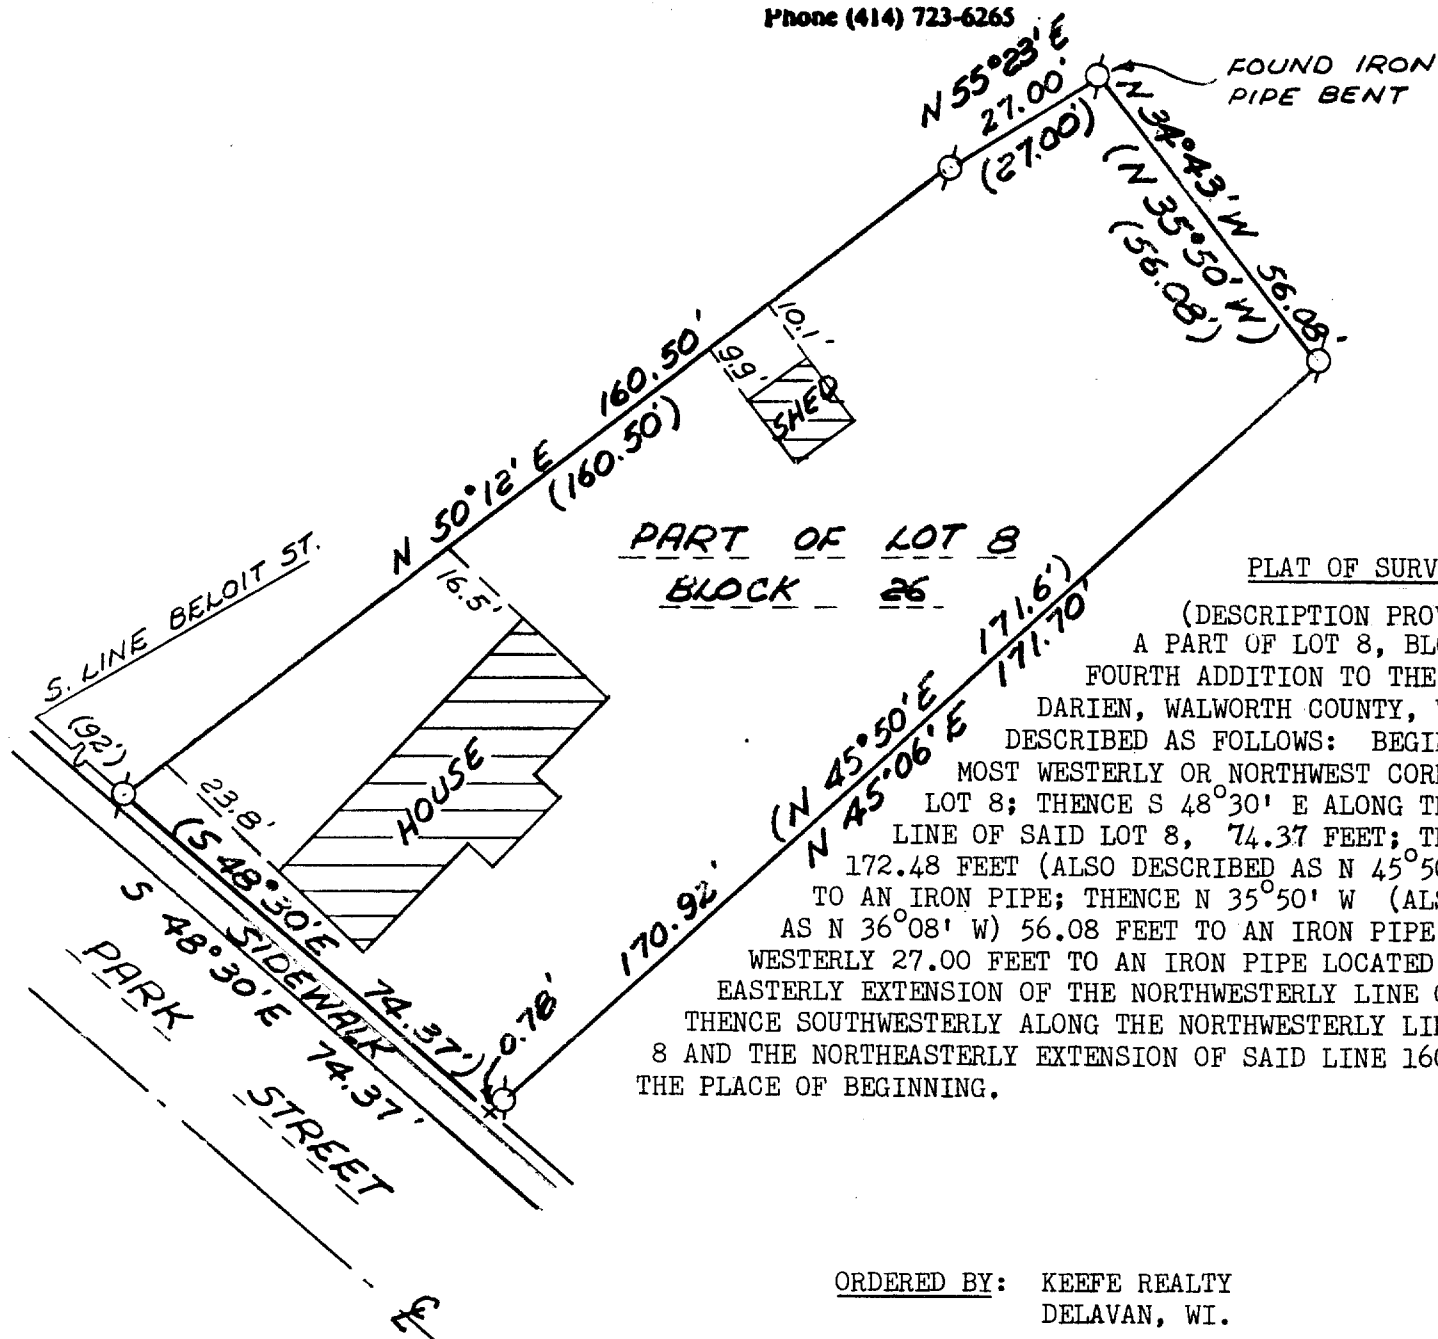 Phone (414) 723-6265
N 55°23' E
27.00'
(27.00')
FOUND IRON
PIPE BENT
N 34°43' W 56.08'
(N 35°50' W)
(56.08')
10.1'
9.9'
SHED
N 50°12' E 160.50'
(160.50')
PART OF LOT 8
BLOCK 26
S. LINE BELOIT ST.
(92')
16.5'
23.8'
HOUSE
(N 45°50' E 171.6')
N 45°06' E 171.70'
170.92'
0.78'
(S 48°30'E 74.37')
SIDEWALK
S 48°30'E 74.37'
PARK STREET
℄
PLAT OF
(DESCRIPTION
A PART OF LOT 8,
FOURTH ADDITION TO THE
DARIEN, WALWORTH COUNTY,
DESCRIBED AS FOLLOWS:
MOST WESTERLY OR NORTHWEST
LOT 8; THENCE S 48°30' E ALONG
LINE OF SAID LOT 8, 74.37 FEET;
172.48 FEET (ALSO DESCRIBED AS N
TO AN IRON PIPE; THENCE N 35°50' W
AS N 36°08' W) 56.08 FEET TO AN IRON PIPE
WESTERLY 27.00 FEET TO AN IRON PIPE LOCATED
EASTERLY EXTENSION OF THE NORTHWESTERLY LINE
THENCE SOUTHWESTERLY ALONG THE NORTHWESTERLY
8 AND THE NORTHEASTERLY EXTENSION OF SAID LINE
THE PLACE OF BEGINNING.
ORDERED BY: KEEFE REALTY
DELAVAN, WI.